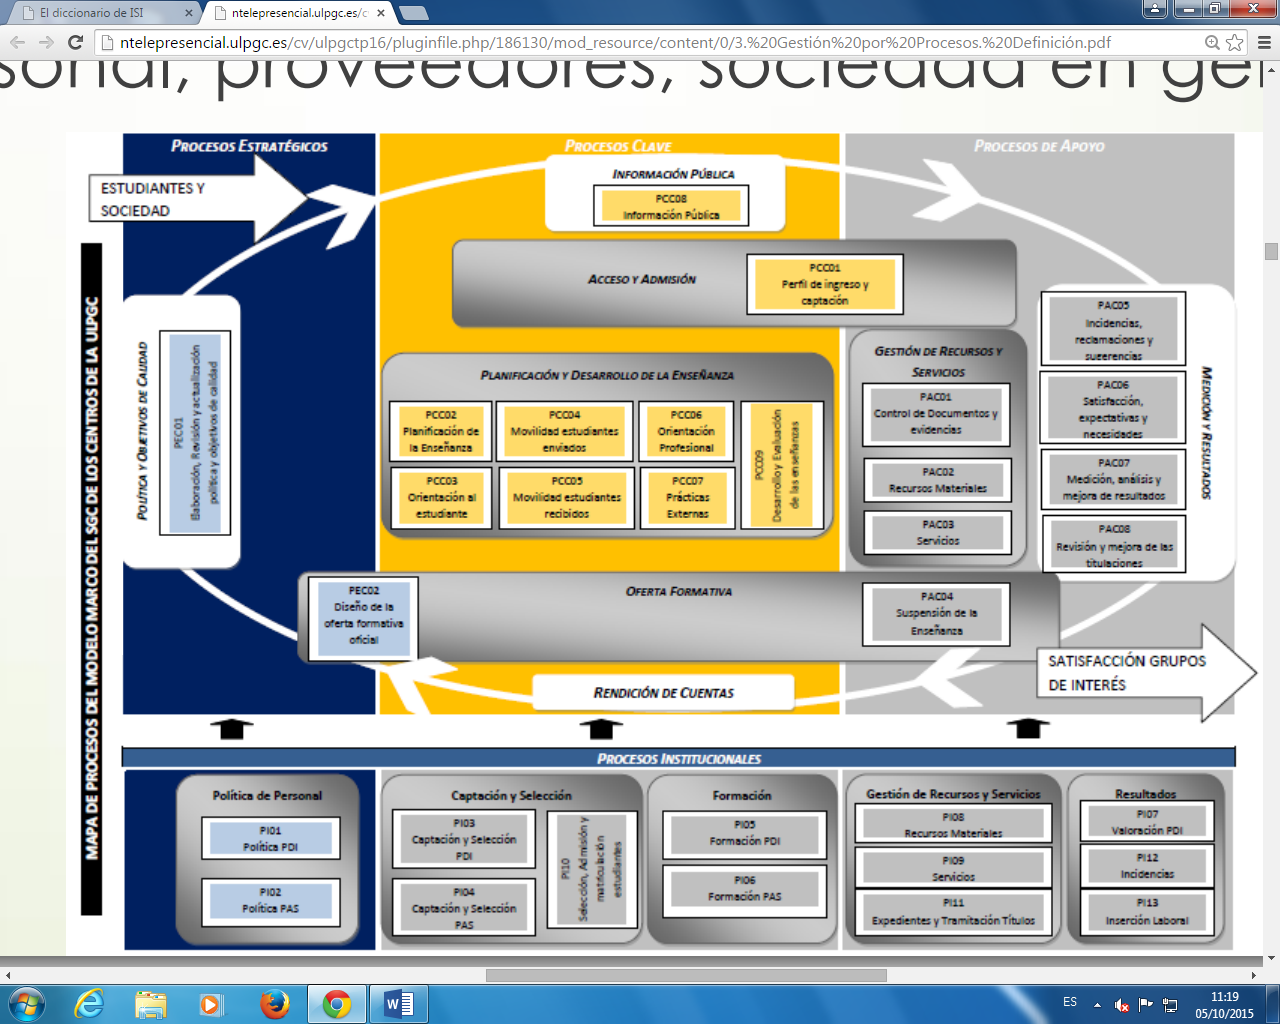 El diccionario de ISI
ntelepresencial.ulpgc.es/c
ntelepresencial.ulpgc.es/cv/ulpgctp16/pluginfile.php/186130/mod_resource/content/0/3.%20Gestión%20por%20Procesos.%20Definición.pdf
sonal, proveedores, sociedad en gen
PROCESOS ESTRATÉGICOS
PROCESOS CLAVE
PROCESOS DE APOYO
ESTUDIANTES Y
SOCIEDAD
INFORMACIÓN PÚBLICA
PCC08
Información Pública
ACCESO Y ADMISIÓN
PCC01
Perfil de ingreso y
captación
MAPA DE PROCESOS DEL MODELO MARCO DEL SGC DE LOS CENTROS DE LA ULPGC
POLÍTICA Y OBJETIVOS DE CALIDAD
PEC01
Elaboración, Revisión y actualización
política y objetivos de calidad
PLANIFICACIÓN Y DESARROLLO DE LA ENSEÑANZA
PCC02
Planificación de
la Enseñanza
PCC04
Movilidad estudiantes
enviados
PCC06
Orientación
Profesional
PCC03
Orientación al
estudiante
PCC05
Movilidad estudiantes
recibidos
PCC07
Prácticas
Externas
PCC09
Desarrollo y Evaluación
de las enseñanzas
GESTIÓN DE RECURSOS Y
SERVICIOS
PAC01
Control de Documentos y
evidencias
PAC02
Recursos Materiales
PAC03
Servicios
PAC05
Incidencias,
reclamaciones y
sugerencias
PAC06
Satisfacción,
expectativas y
necesidades
PAC07
Medición, análisis y
mejora de resultados
PAC08
Revisión y mejora de las
titulaciones
MEDICIÓN Y RESULTADOS
PEC02
Diseño de la
oferta formativa
oficial
OFERTA FORMATIVA
PAC04
Suspensión de la
Enseñanza
RENDICIÓN DE CUENTAS
SATISFACCIÓN GRUPOS
DE INTERÉS
PROCESOS INSTITUCIONALES
Política de Personal
PI01
Política PDI
PI02
Política PAS
Captación y Selección
PI03
Captación y Selección
PDI
PI04
Captación y Selección
PAS
PI10
Selección, Admisión y
matriculación
estudiantes
Formación
PI05
Formación PDI
PI06
Formación PAS
Gestión de Recursos y Servicios
PI08
Recursos Materiales
PI09
Servicios
PI11
Expedientes y Tramitación Títulos
Resultados
PI07
Valoración PDI
PI12
Incidencias
PI13
Inserción Laboral
ES
11:19
05/10/2015